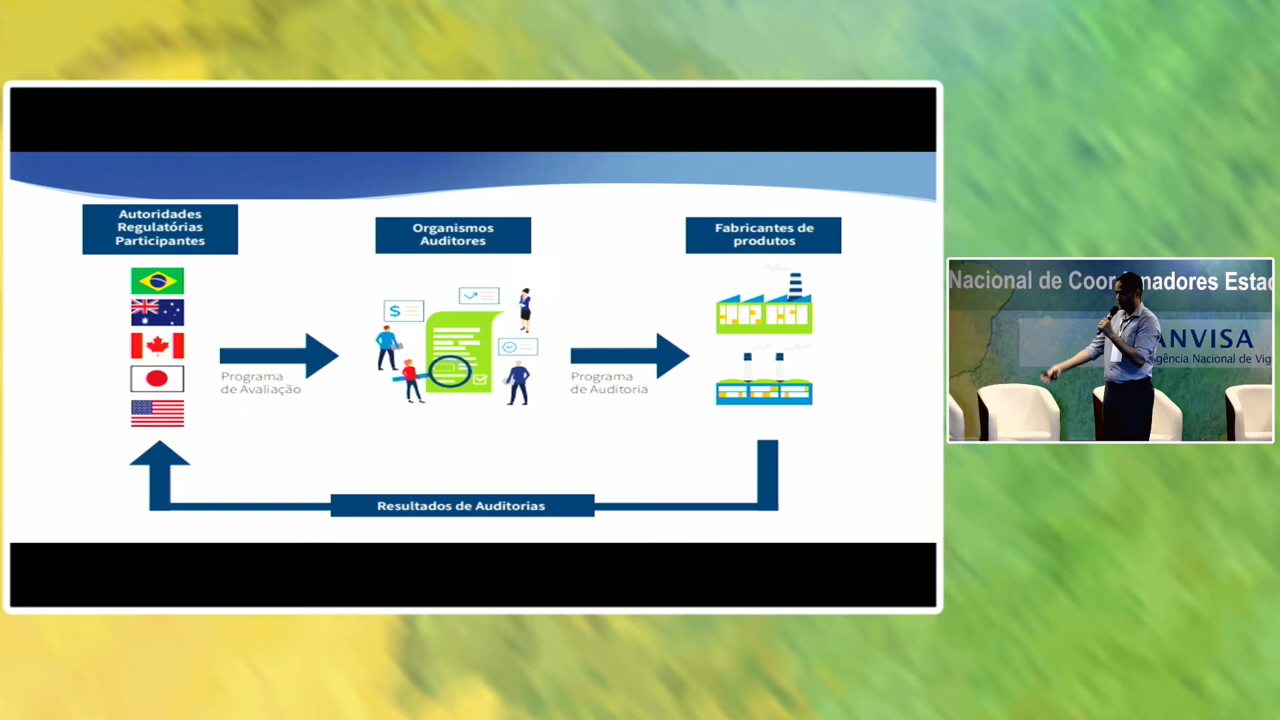 Autoridades
Regulatórias
Participantes
Organismos
Auditores
Fabricantes de
produtos
$
Programa
de Avaliação
Programa
de Auditoria
Resultados de Auditorias
Nacional de Coor
madores Estad
ANVISA
gência Nacional de Vig